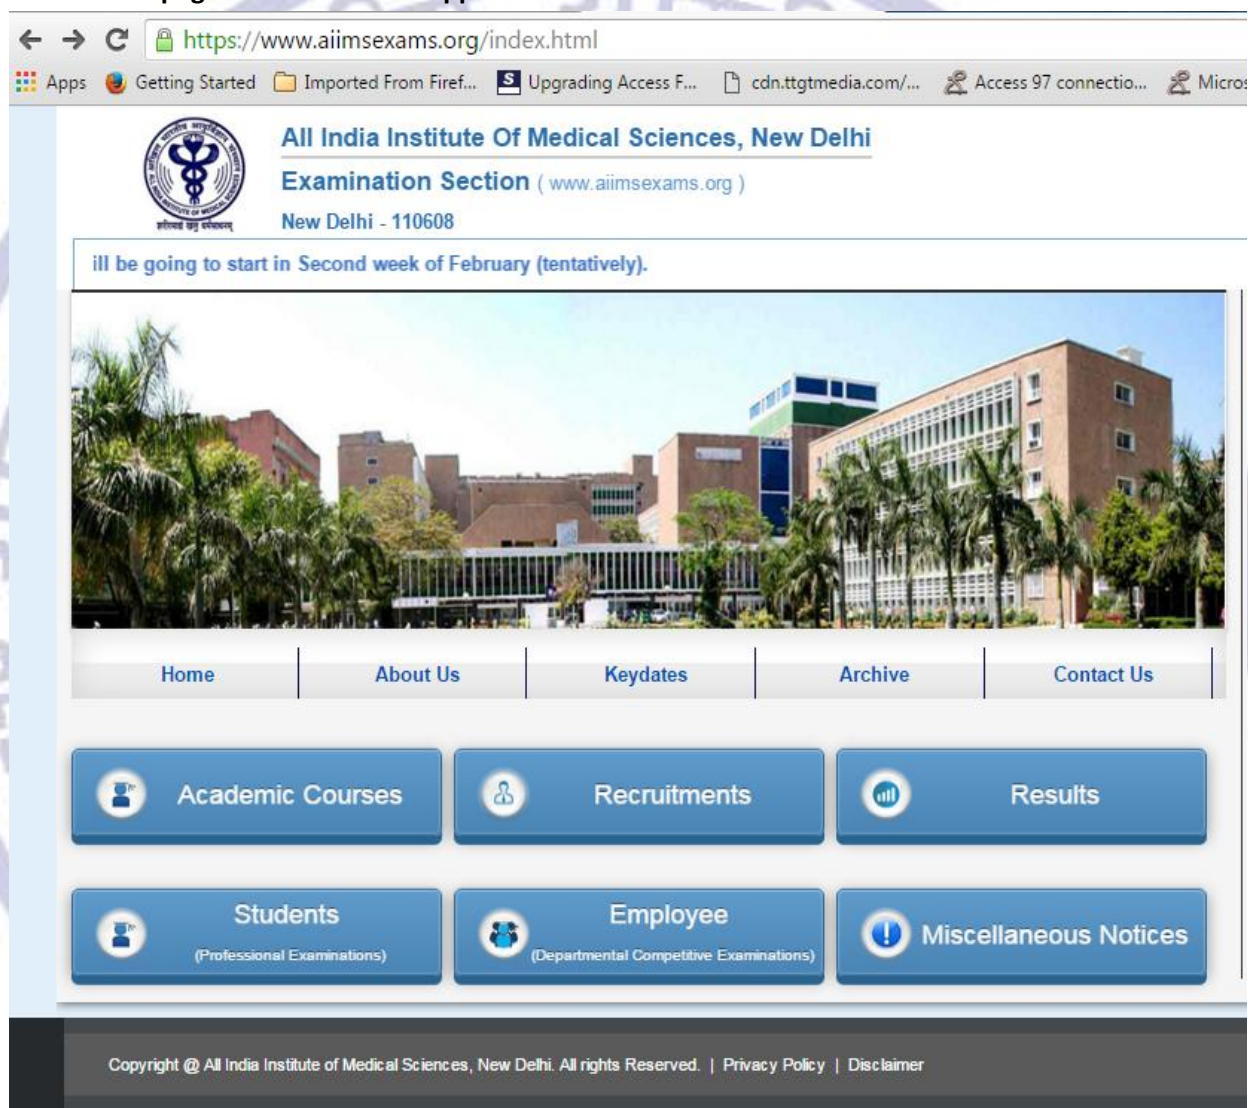 https://www.aiimsexams.org/index.html
Apps Getting Started Imported From Firef... Upgrading Access F... cdn.ttgtmedia.com/... Access 97 connectio... Micros
All India Institute Of Medical Sciences, New Delhi
Examination Section ( www.aiimsexams.org )
New Delhi - 110608
ill be going to start in Second week of February (tentatively).
Home About Us Keydates Archive Contact Us
Academic Courses Recruitments Results
Students Employee Miscellaneous Notices
(Professional Examinations) (Departmental Competitive Examinations)
Copyright @ All India Institute of Medical Sciences, New Delhi. All rights Reserved. | Privacy Policy | Disclaimer